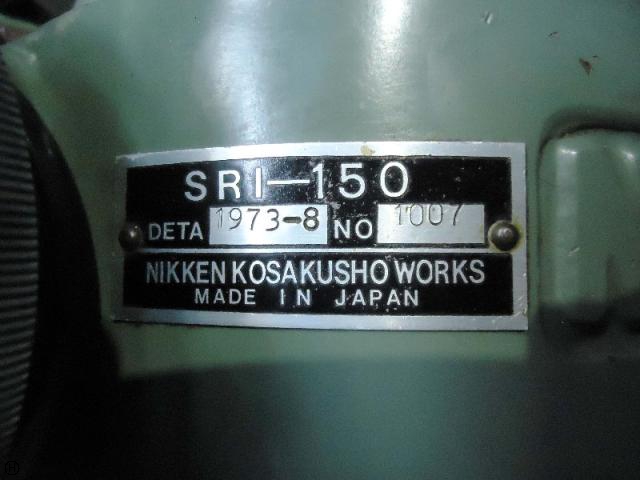 SRI-150
DETA 1973-8 NO 1007
NIKKEN KOSAKUSHO WORKS
MADE IN JAPAN